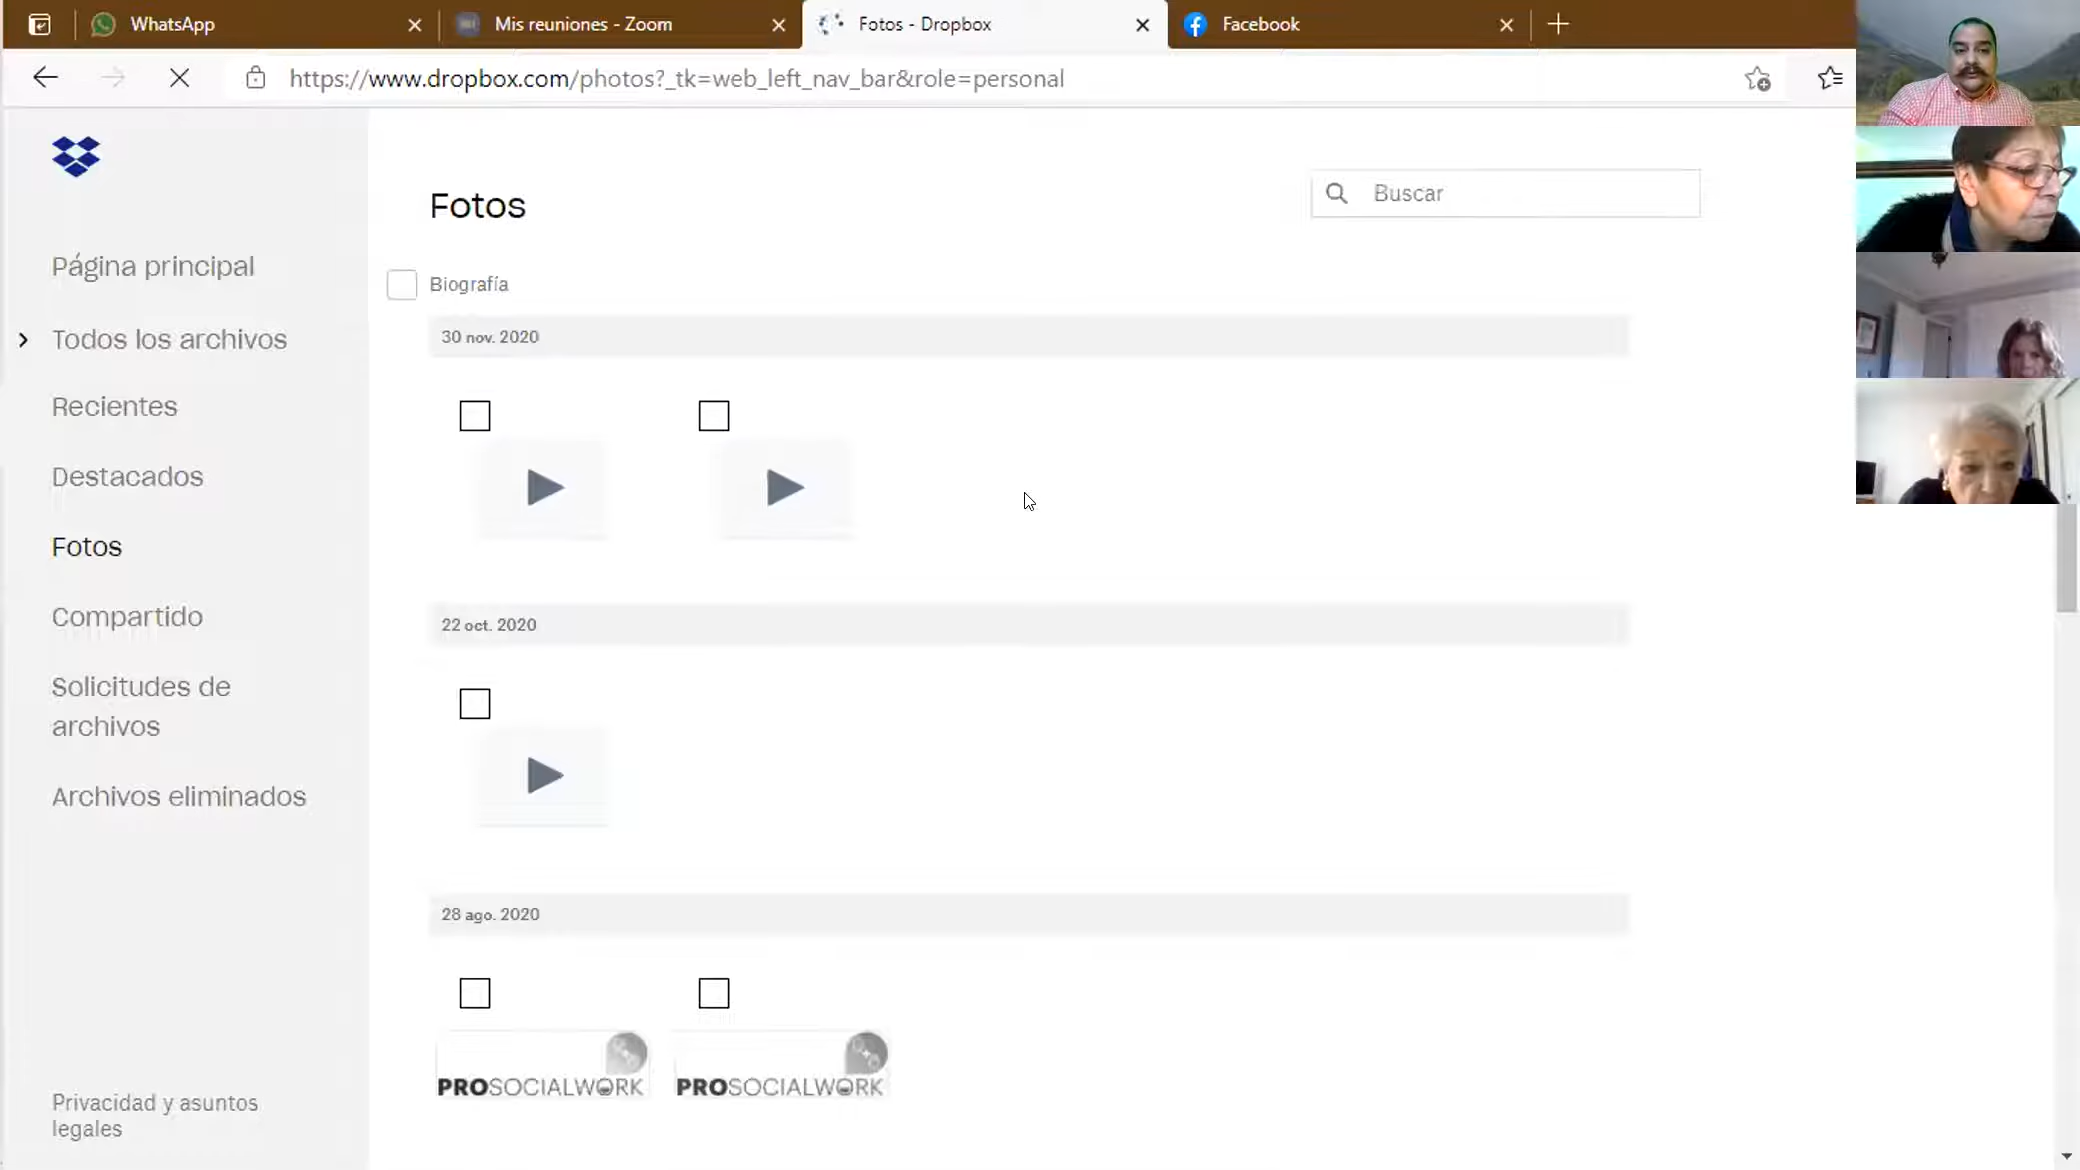 WhatsApp
Mis reuniones - Zoom
Fotos - Dropbox
Facebook
https://www.dropbox.com/photos?_tk=web_left_nav_bar&role=personal
Fotos
Buscar
Biografía
Página principal
Todos los archivos
Recientes
Destacados
Fotos
Compartido
Solicitudes de
archivos
Archivos eliminados
Privacidad y asuntos
legales
30 nov. 2020
22 oct. 2020
28 ago. 2020
PROSOCIALWORK
PROSOCIALWORK